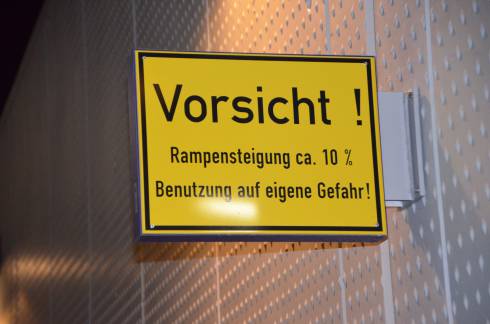 Vorsicht !
Rampensteigung ca. 10 %
Benutzung auf eigene Gefahr!